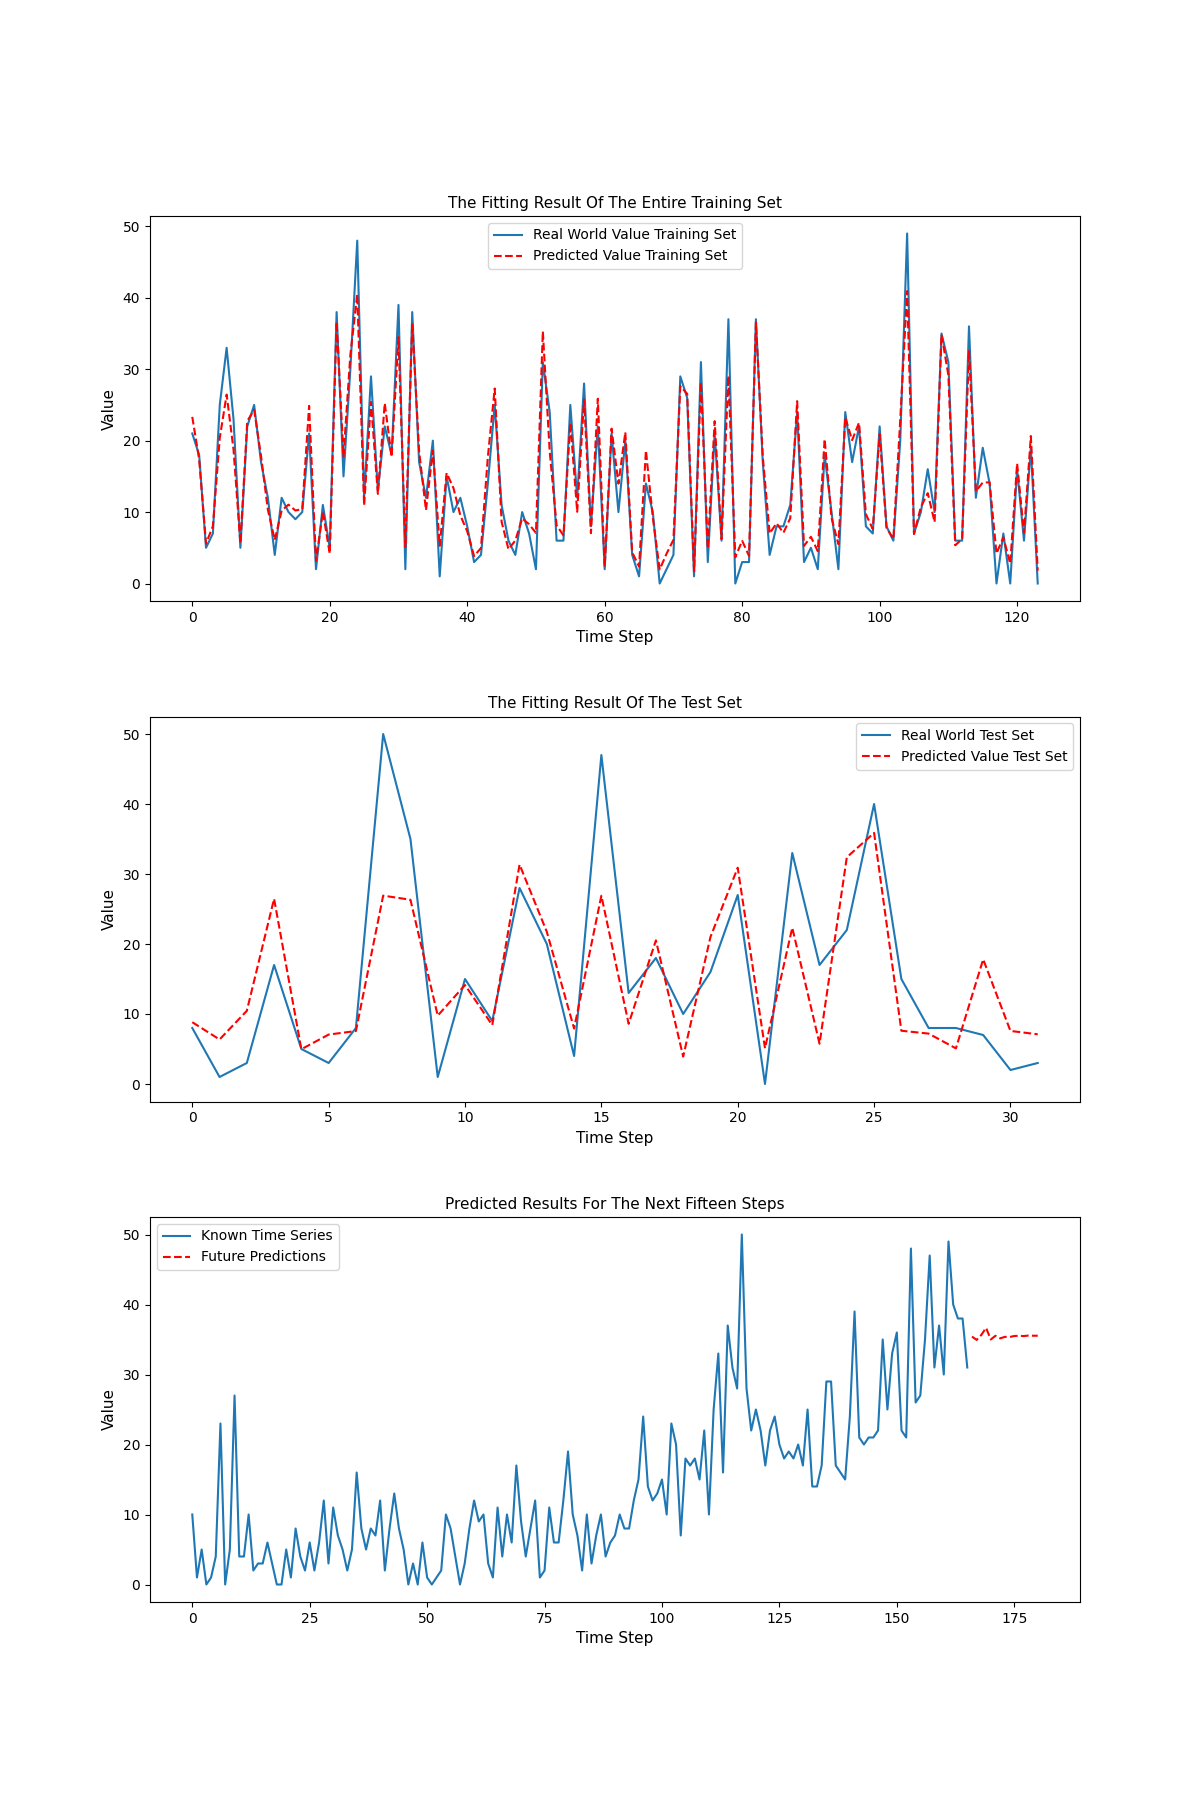 The Fitting Result Of The Entire Training Set
Real World Value Training Set
Predicted Value Training Set
Value
50
40
30
20
10
0
0 20 40 60 80 100 120
Time Step
The Fitting Result Of The Test Set
Real World Test Set
Predicted Value Test Set
Value
50
40
30
20
10
0
0 5 10 15 20 25 30
Time Step
Predicted Results For The Next Fifteen Steps
Known Time Series
Future Predictions
Value
50
40
30
20
10
0
0 25 50 75 100 125 150 175
Time Step